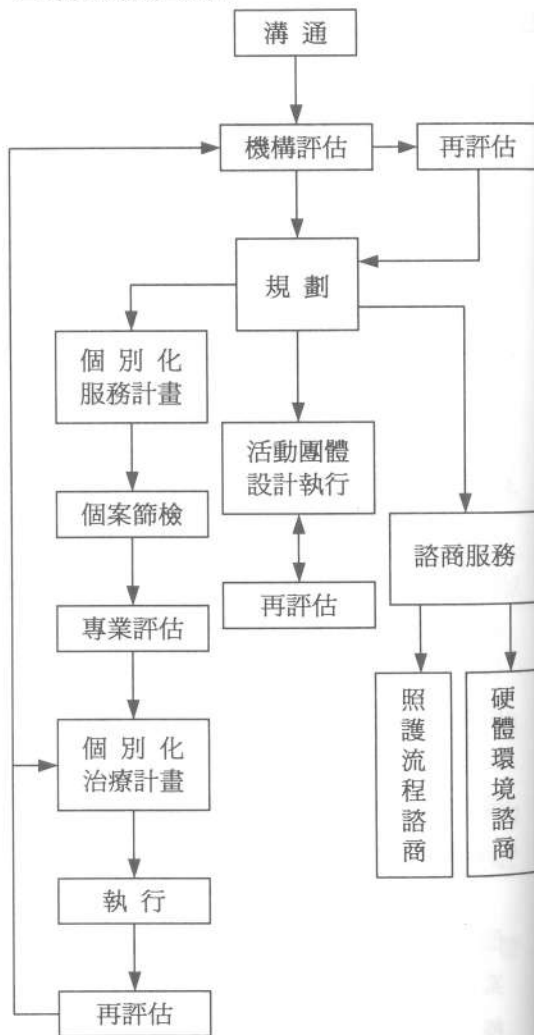 溝通
機構評估
再評估
規劃
個別化
服務計畫
活動團體
設計執行
個案篩檢
諮商服務
再評估
專業評估
照護流程諮商
硬體環境諮商
個別化
治療計畫
執行
再評估